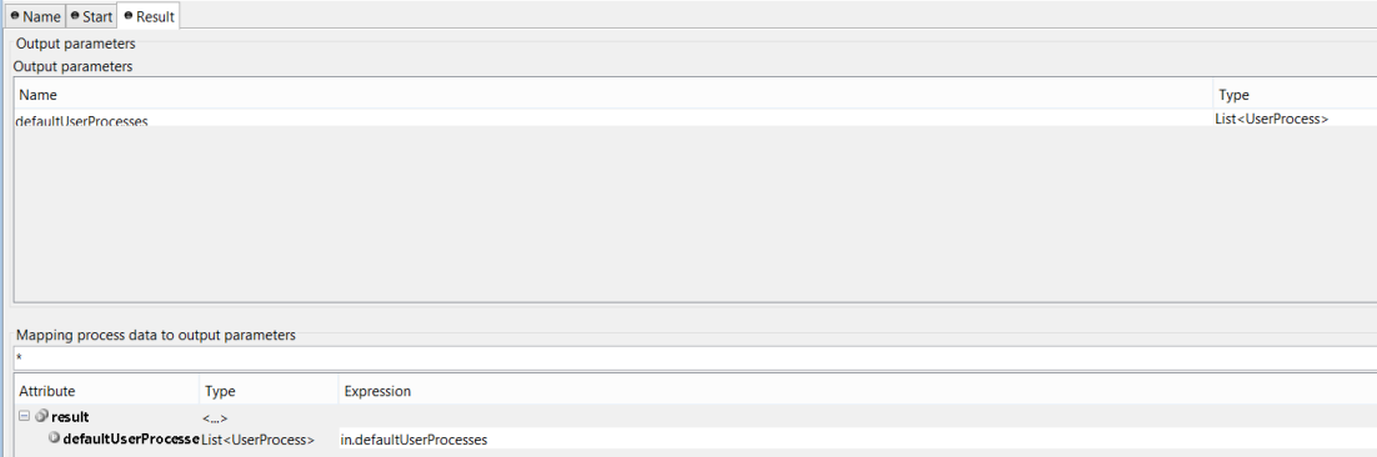 Name Start Result
Output parameters
Output parameters
Name Type
defaultUserProcesses List<UserProcess>
Mapping process data to output parameters
*
Attribute Type Expression
result <...>
defaultUserProcesse List<UserProcess> in.defaultUserProcesses